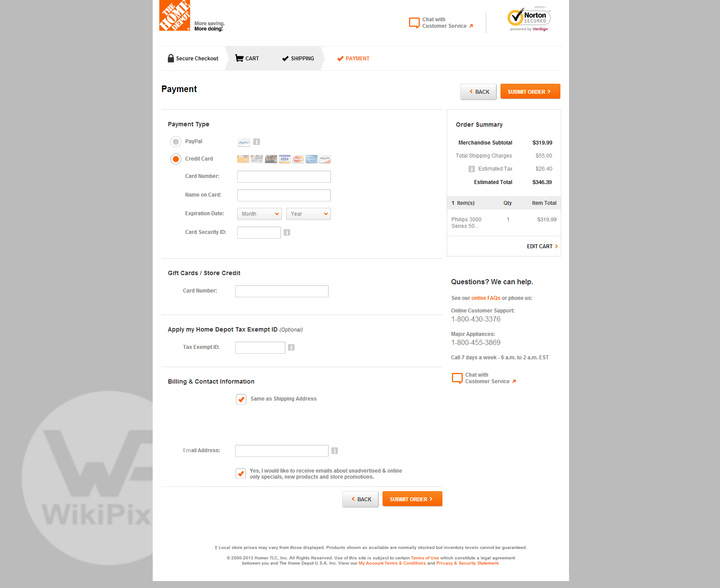 THE HOME DEPOT
More saving.
More doing.
Chat with
Customer Service
Norton
SECURED
powered by VeriSign
Secure Checkout CART SHIPPING PAYMENT
Payment
BACK SUBMIT ORDER
Payment Type
PayPal
Credit Card
Card Number:
Name on Card:
Expiration Date: Month Year
Card Security ID:
Gift Cards / Store Credit
Card Number:
Apply my Home Depot Tax Exempt ID (Optional)
Tax Exempt ID:
Billing & Contact Information
Same as Shipping Address
Email Address:
Yes, I would like to receive emails about unadvertised & online
only specials, new products and store promotions.
BACK SUBMIT ORDER
Order Summary
Merchandise Subtotal $319.99
Total Shipping Charges $55.00
Estimated Tax $26.40
Estimated Total $346.39
1 Item(s) Qty Item Total
Philips 3000 1 $319.99
Series 50..
EDIT CART
Questions? We can help.
See our online FAQs or phone us:
Online Customer Support:
1-800-430-3376
Major Appliances:
1-800-455-3869
Call 7 days a week - 6 a.m. to 2 a.m. EST
Chat with
Customer Service
WikiPix
‡ Local store prices may vary from those displayed. Products shown as available are normally stocked but inventory levels cannot be guaranteed.
© 2000-2013 Homer TLC, Inc. All Rights Reserved. Use of this site is subject to certain Terms of Use which constitute a legal agreement
between you and The Home Depot U.S.A. Inc. View our My Account Terms & Conditions and Privacy & Security Statement.